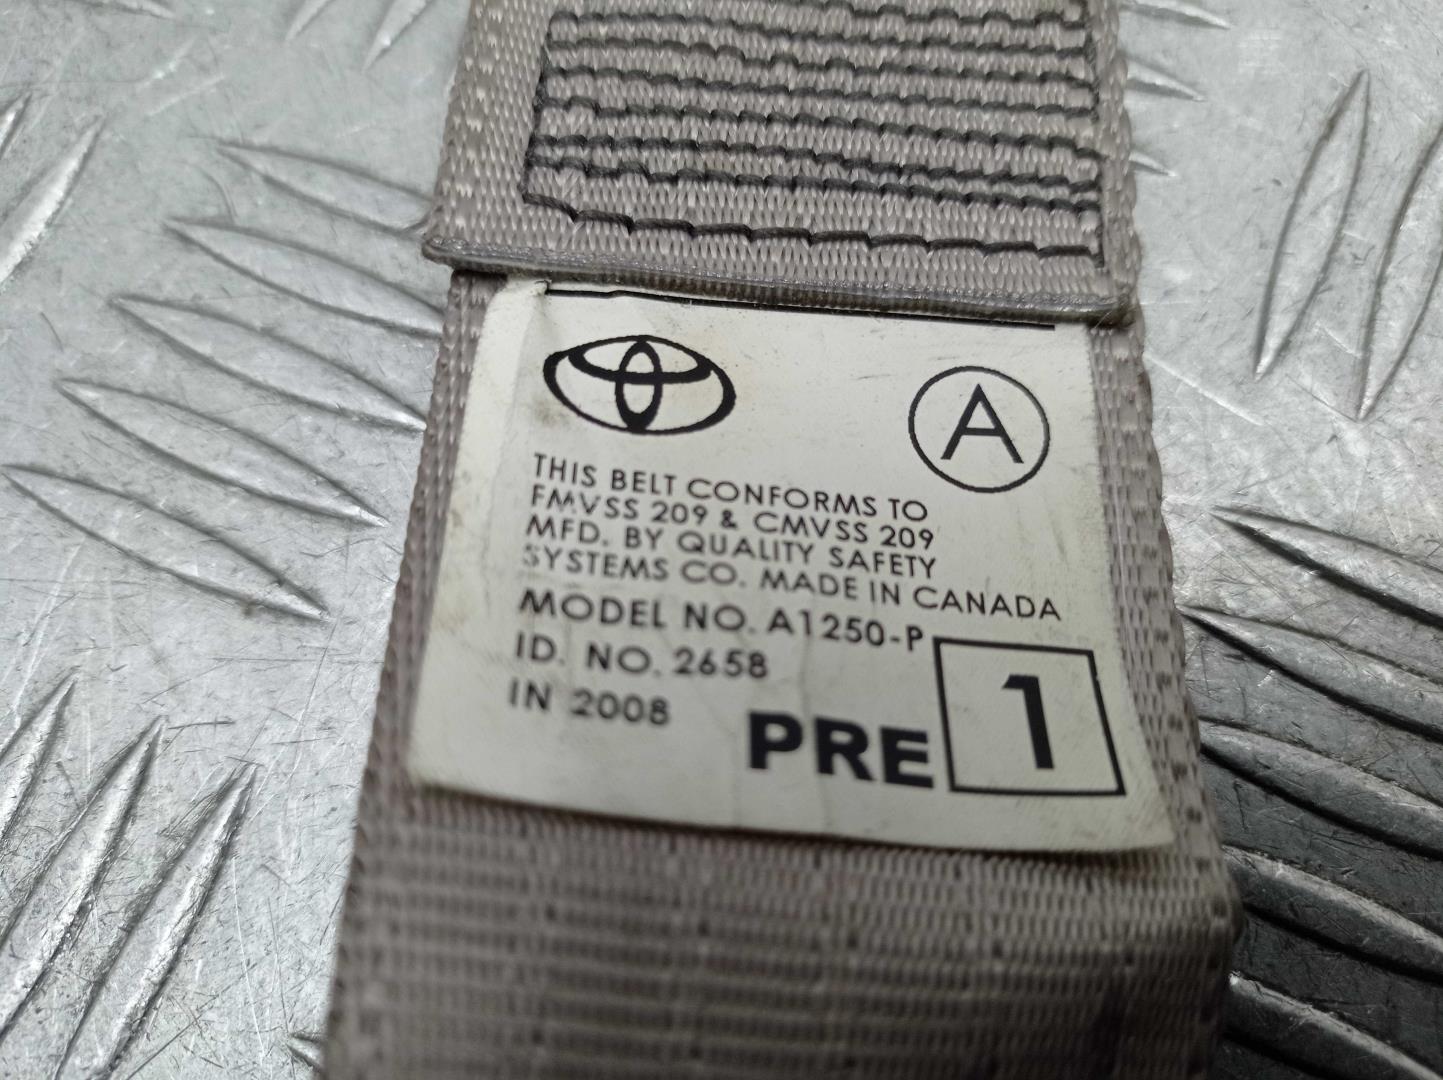 A
THIS BELT CONFORMS TO
FMVSS 209 & CMVSS 209
MFD. BY QUALITY SAFETY
SYSTEMS CO. MADE IN CANADA
MODEL NO. A1250-P
ID. NO. 2658
IN 2008
PRE 1